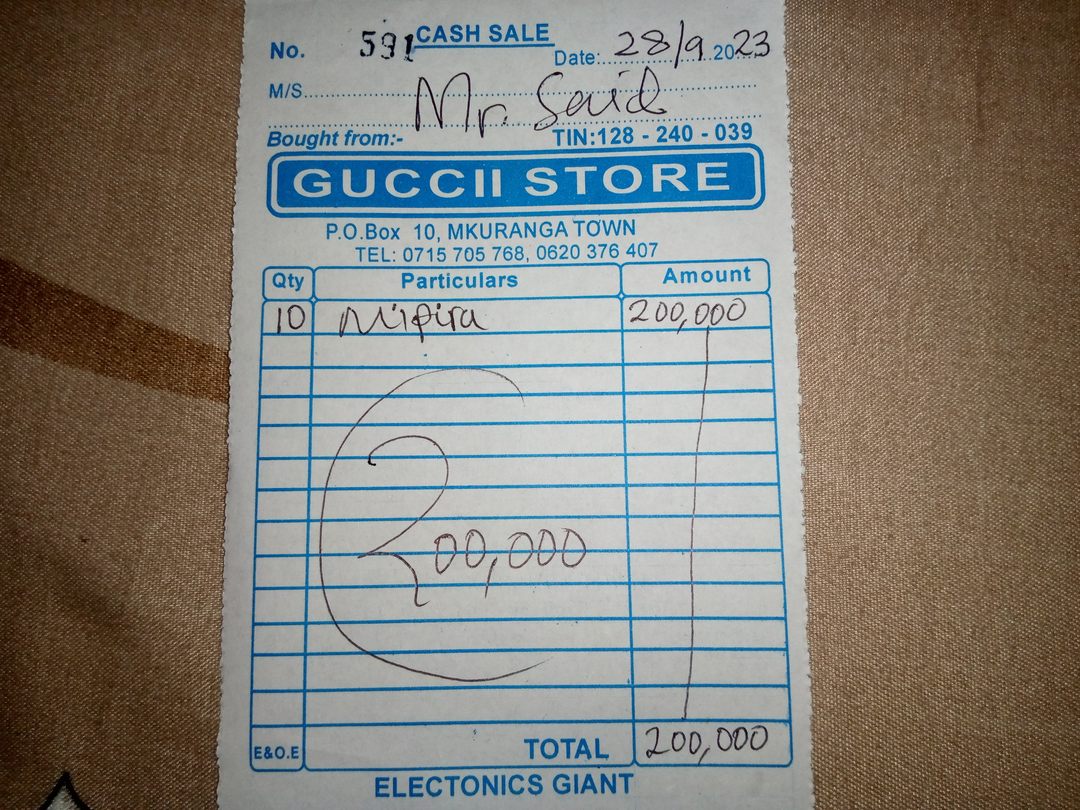 CASH SALE
No. 591 Date: 28/9 2023
M/S Mr. Said
Bought from:- TIN:128 - 240 - 039
GUCCII STORE
P.O.Box 10, MKURANGA TOWN
TEL: 0715 705 768, 0620 376 407
Qty Particulars Amount
10 Mipira 200,000
200,000
E&O.E TOTAL 200,000
ELECTONICS GIANT